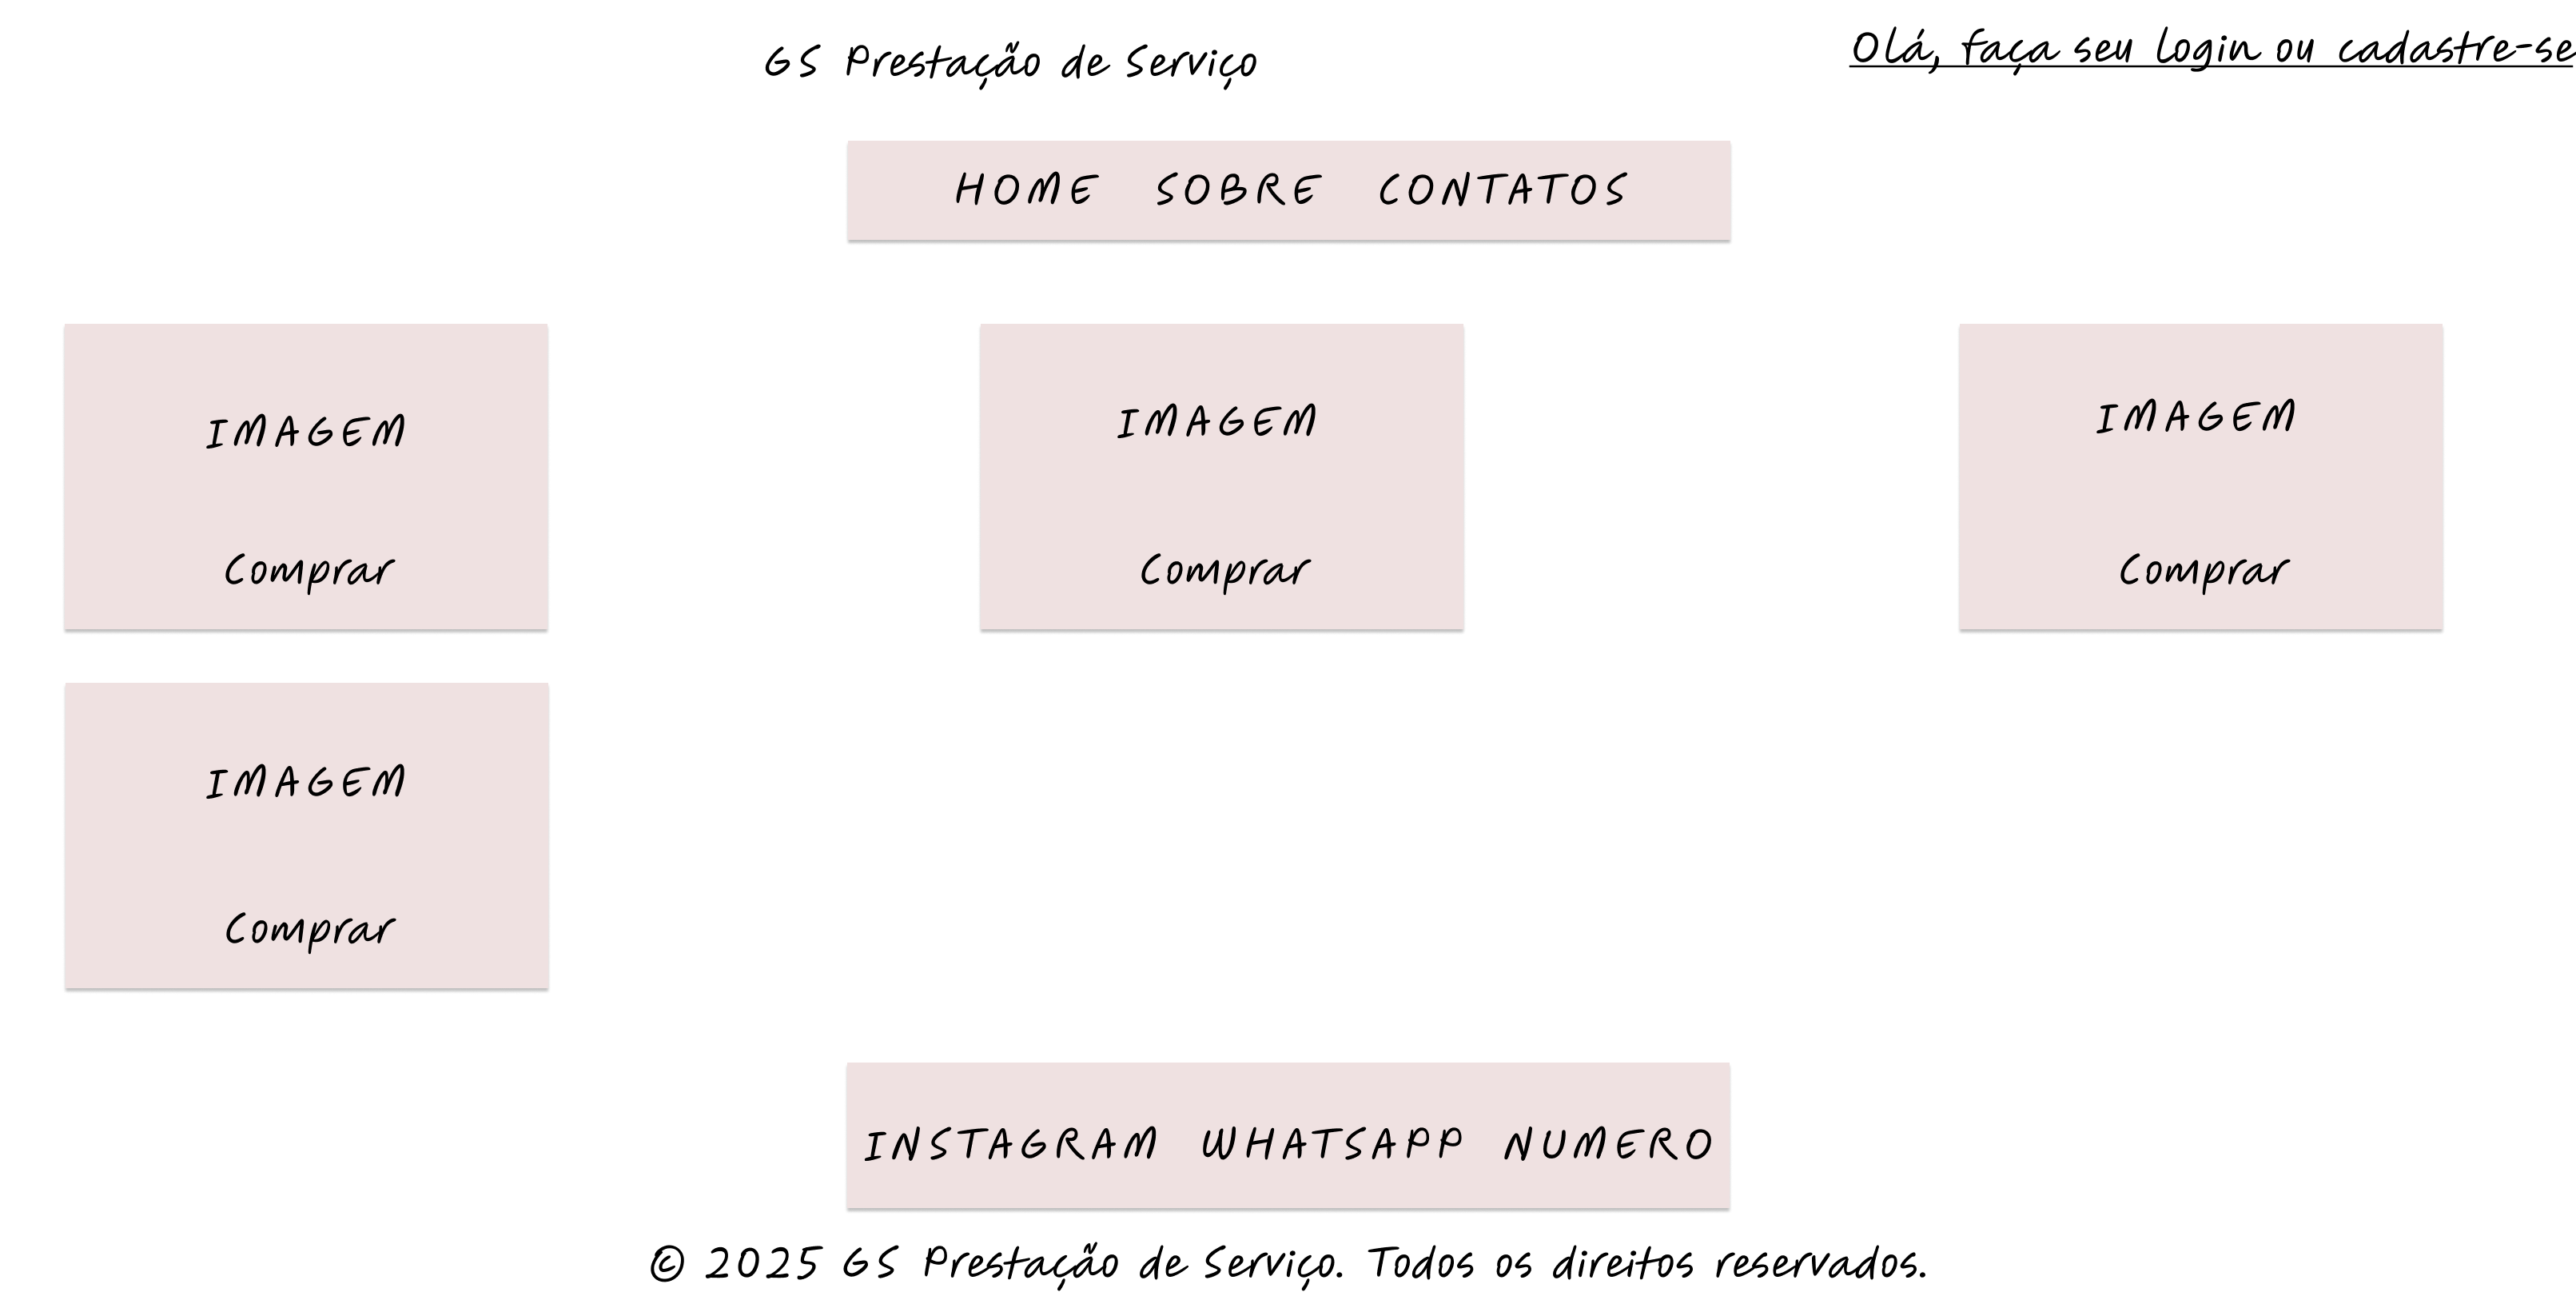 GS Prestação de Serviço
Olá, faça seu login ou cadastre-se
HOME SOBRE CONTATOS
IMAGEM
Comprar
IMAGEM
Comprar
IMAGEM
Comprar
IMAGEM
Comprar
INSTAGRAM WHATSAPP NUMERO
© 2025 GS Prestação de Serviço. Todos os direitos reservados.